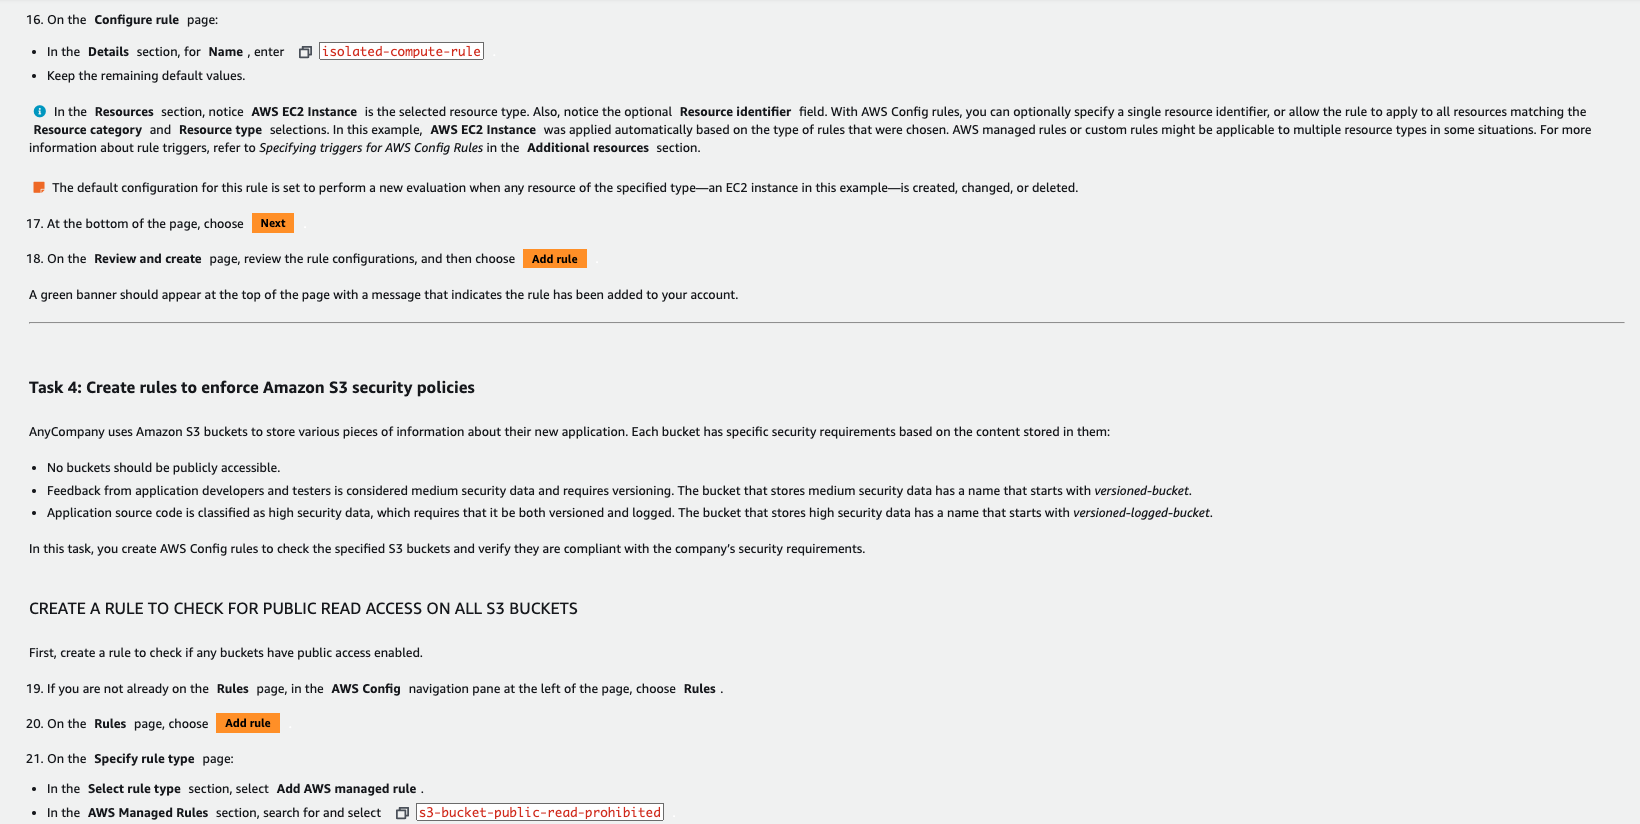 16. On the Configure rule page:
• In the Details section, for Name , enter isolated-compute-rule
• Keep the remaining default values.
In the Resources section, notice AWS EC2 Instance is the selected resource type. Also, notice the optional Resource identifier field. With AWS Config rules, you can optionally specify a single resource identifier, or allow the rule to apply to all resources matching the
Resource category and Resource type selections. In this example, AWS EC2 Instance was applied automatically based on the type of rules that were chosen. AWS managed rules or custom rules might be applicable to multiple resource types in some situations. For more
information about rule triggers, refer to Specifying triggers for AWS Config Rules in the Additional resources section.
The default configuration for this rule is set to perform a new evaluation when any resource of the specified type—an EC2 instance in this example—is created, changed, or deleted.
17. At the bottom of the page, choose Next
18. On the Review and create page, review the rule configurations, and then choose Add rule
A green banner should appear at the top of the page with a message that indicates the rule has been added to your account.
Task 4: Create rules to enforce Amazon S3 security policies
AnyCompany uses Amazon S3 buckets to store various pieces of information about their new application. Each bucket has specific security requirements based on the content stored in them:
• No buckets should be publicly accessible.
• Feedback from application developers and testers is considered medium security data and requires versioning. The bucket that stores medium security data has a name that starts with versioned-bucket.
• Application source code is classified as high security data, which requires that it be both versioned and logged. The bucket that stores high security data has a name that starts with versioned-logged-bucket.
In this task, you create AWS Config rules to check the specified S3 buckets and verify they are compliant with the company's security requirements.
CREATE A RULE TO CHECK FOR PUBLIC READ ACCESS ON ALL S3 BUCKETS
First, create a rule to check if any buckets have public access enabled.
19. If you are not already on the Rules page, in the AWS Config navigation pane at the left of the page, choose Rules .
20. On the Rules page, choose Add rule
21. On the Specify rule type page:
• In the Select rule type section, select Add AWS managed rule .
• In the AWS Managed Rules section, search for and select s3-bucket-public-read-prohibited